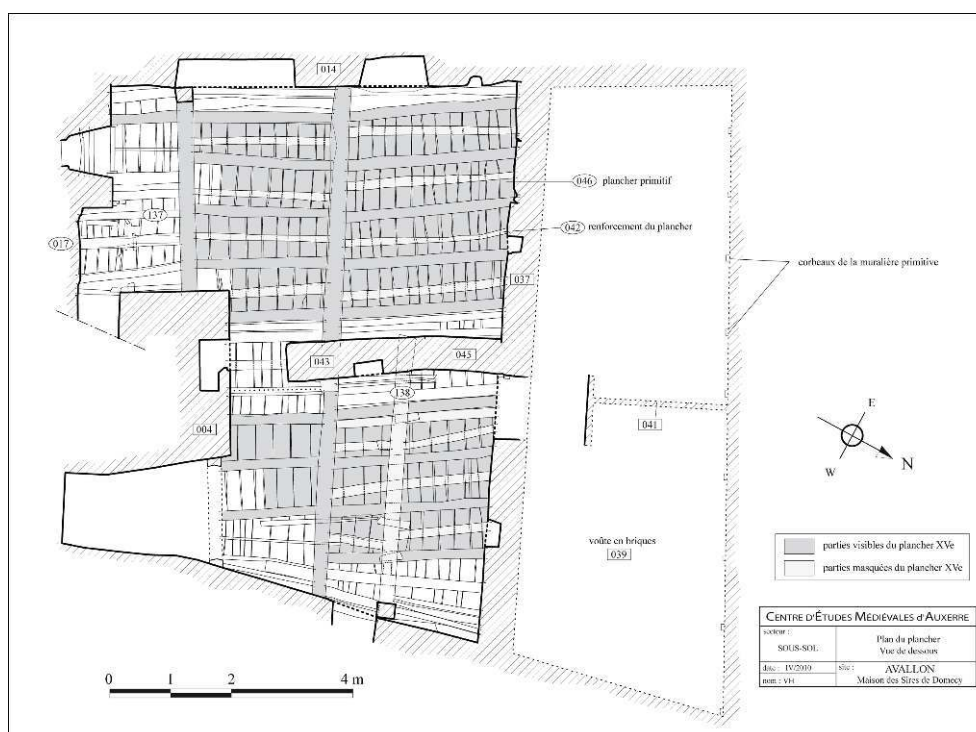 014
046 plancher primitif
137
042 renforcement du plancher
017
corbeaux de la muralière primitive
037
043
045
138
041
004
E
W
N
voûte en briques
039
parties visibles du plancher XVe
parties masquées du plancher XVe
CENTRE D'ÉTUDES MÉDIÉVALES d'AUXERRE
secteur :
SOUS-SOL
Plan du plancher
Vue de dessous
date : IV/2010
site : AVALLON
nom : VH
Maison des Sires de Domecy
0 1 2 4 m